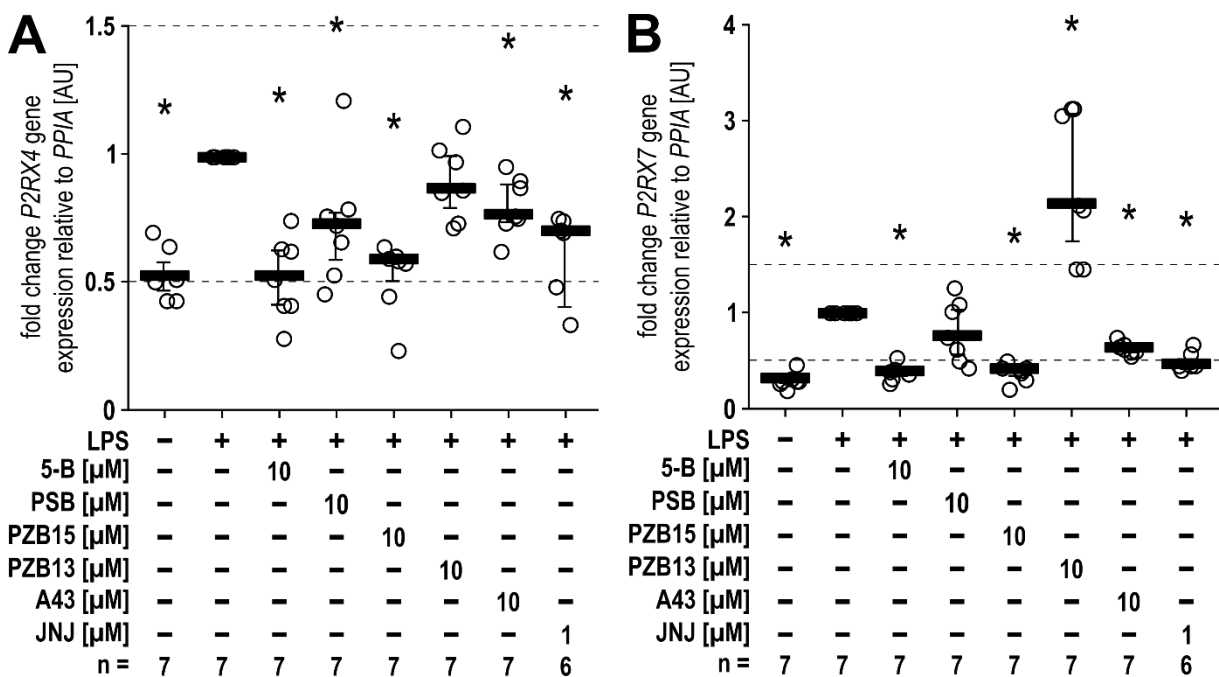 A
fold change P2RX4 gene
expression relative to PPIA [AU]
1.5
1
0.5
0
* * * * * *
LPS − + + + + + + +
5-B [µM] − − 10 − − − − −
PSB [µM] − − − 10 − − − −
PZB15 [µM] − − − − 10 − − −
PZB13 [µM] − − − − − 10 − −
A43 [µM] − − − − − − 10 −
JNJ [µM] − − − − − − − 1
n = 7 7 7 7 7 7 7 6
B
fold change P2RX7 gene
expression relative to PPIA [AU]
4
3
2
1
0
* * * * * *
LPS − + + + + + + +
5-B [µM] − − 10 − − − − −
PSB [µM] − − − 10 − − − −
PZB15 [µM] − − − − 10 − − −
PZB13 [µM] − − − − − 10 − −
A43 [µM] − − − − − − 10 −
JNJ [µM] − − − − − − − 1
n = 7 7 7 7 7 7 7 6